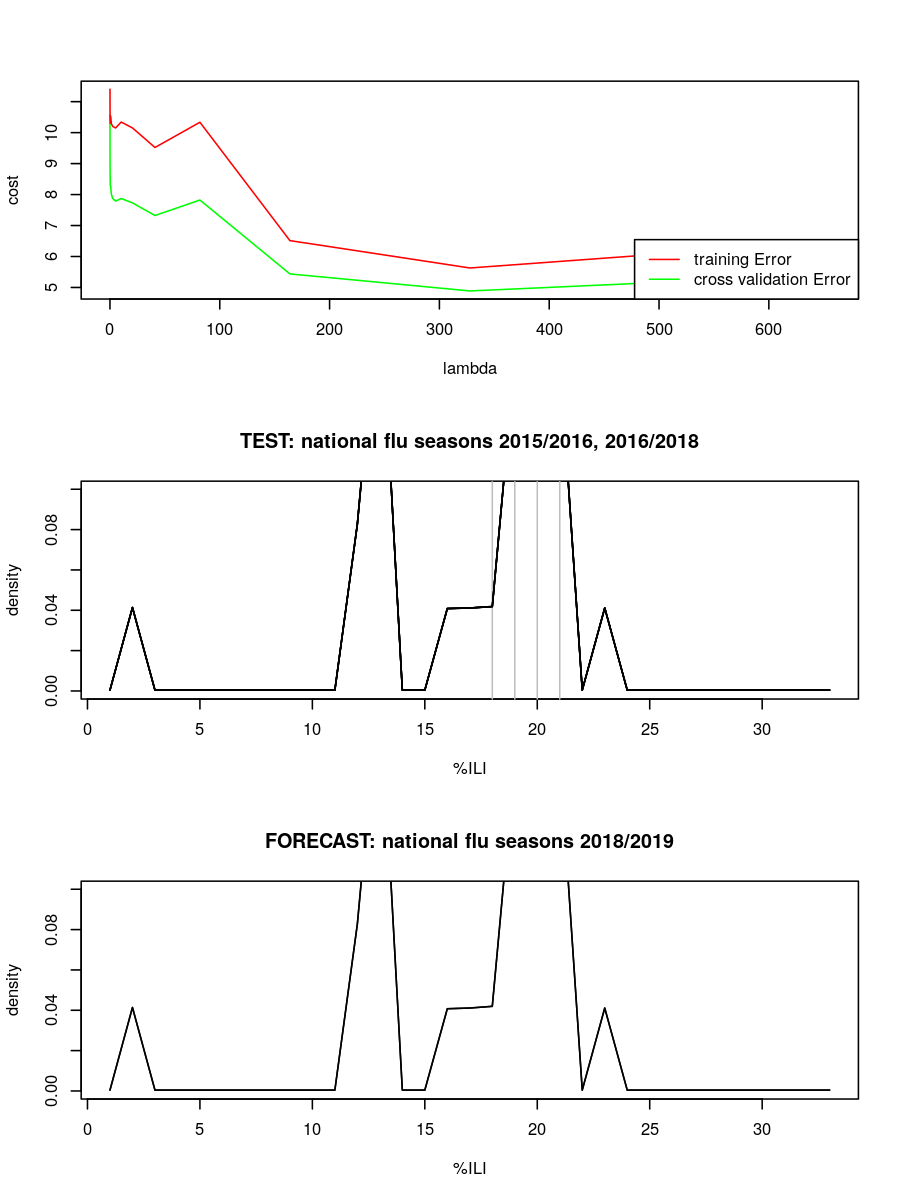 cost
5 6 7 8 9 10
training Error
cross validation Error
0 100 200 300 400 500 600
lambda
TEST: national flu seasons 2015/2016, 2016/2018
density
0.00 0.04 0.08
0 5 10 15 20 25 30
%ILI
FORECAST: national flu seasons 2018/2019
density
0.00 0.04 0.08
0 5 10 15 20 25 30
%ILI